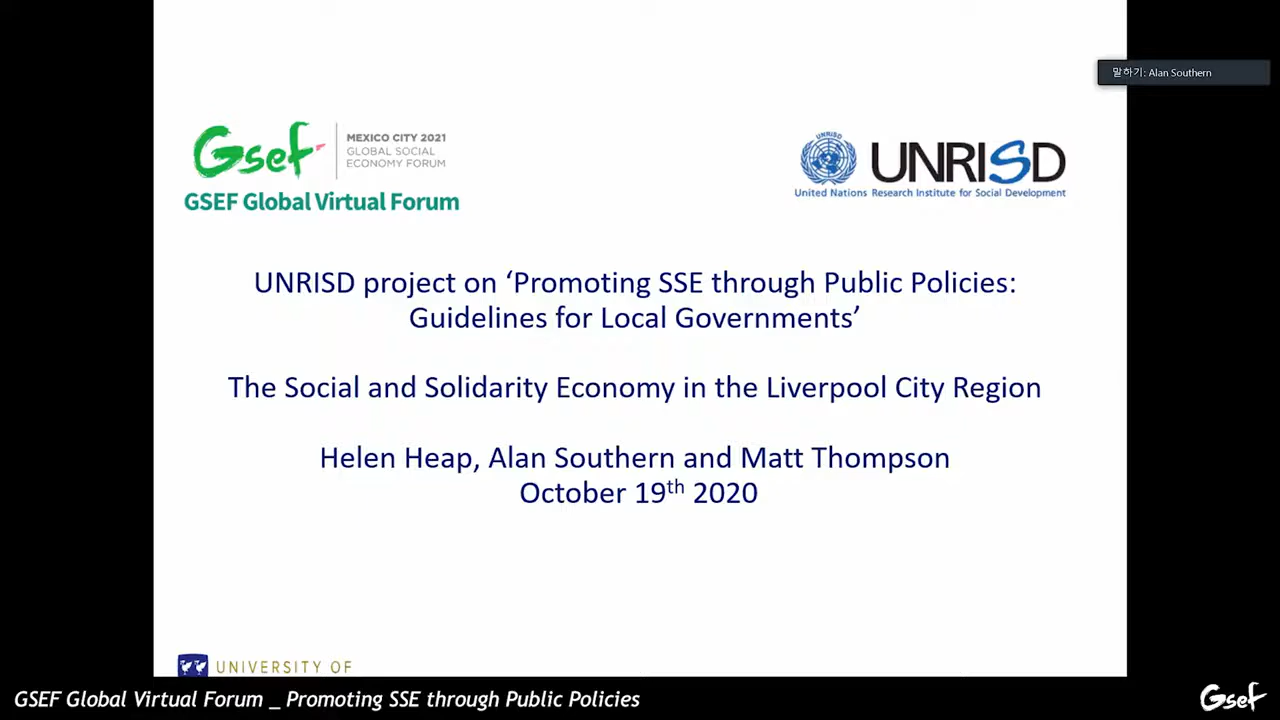 말하기: Alan Southern
Gsef
MEXICO CITY 2021
GLOBAL SOCIAL
ECONOMY FORUM
GSEF Global Virtual Forum
UNRISD
UNRISD
United Nations Research Institute for Social Development
UNRISD project on ‘Promoting SSE through Public Policies:
Guidelines for Local Governments’
The Social and Solidarity Economy in the Liverpool City Region
Helen Heap, Alan Southern and Matt Thompson
October 19th 2020
UNIVERSITY OF
GSEF Global Virtual Forum _ Promoting SSE through Public Policies
Gsef